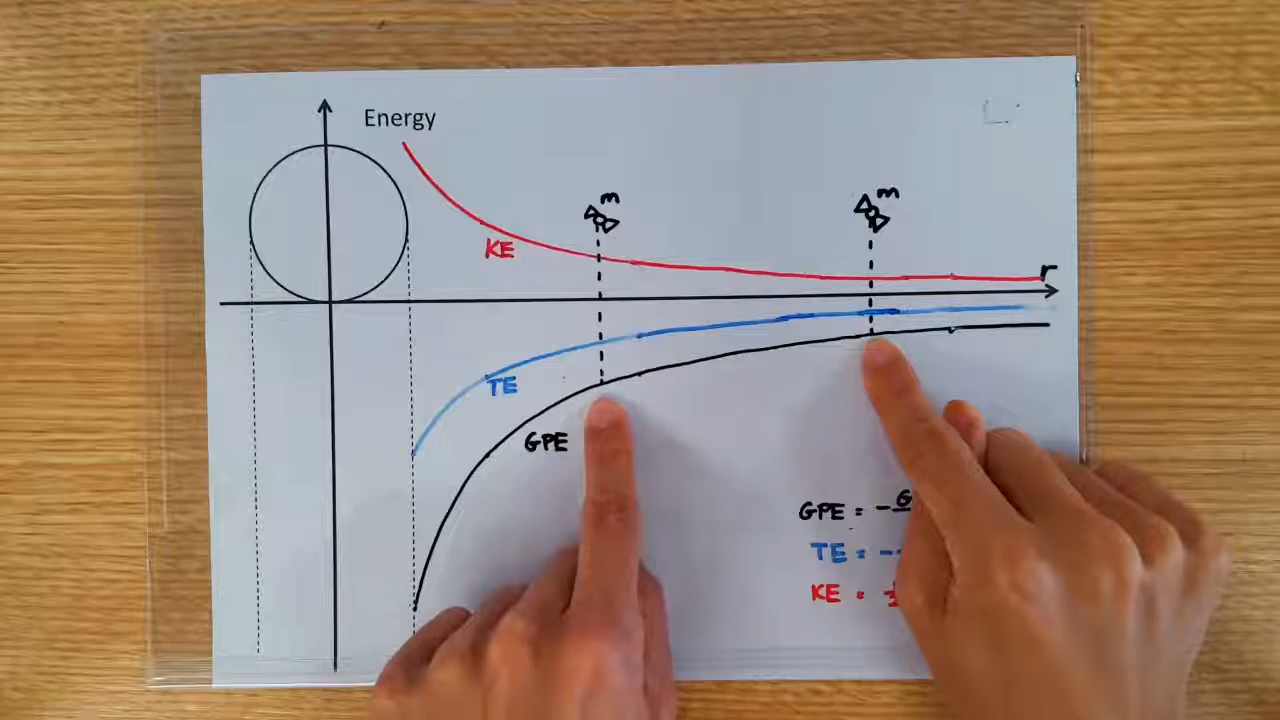 Energy
m
m
KE
r
TE
GPE
GPE = - G
TE = -
KE =